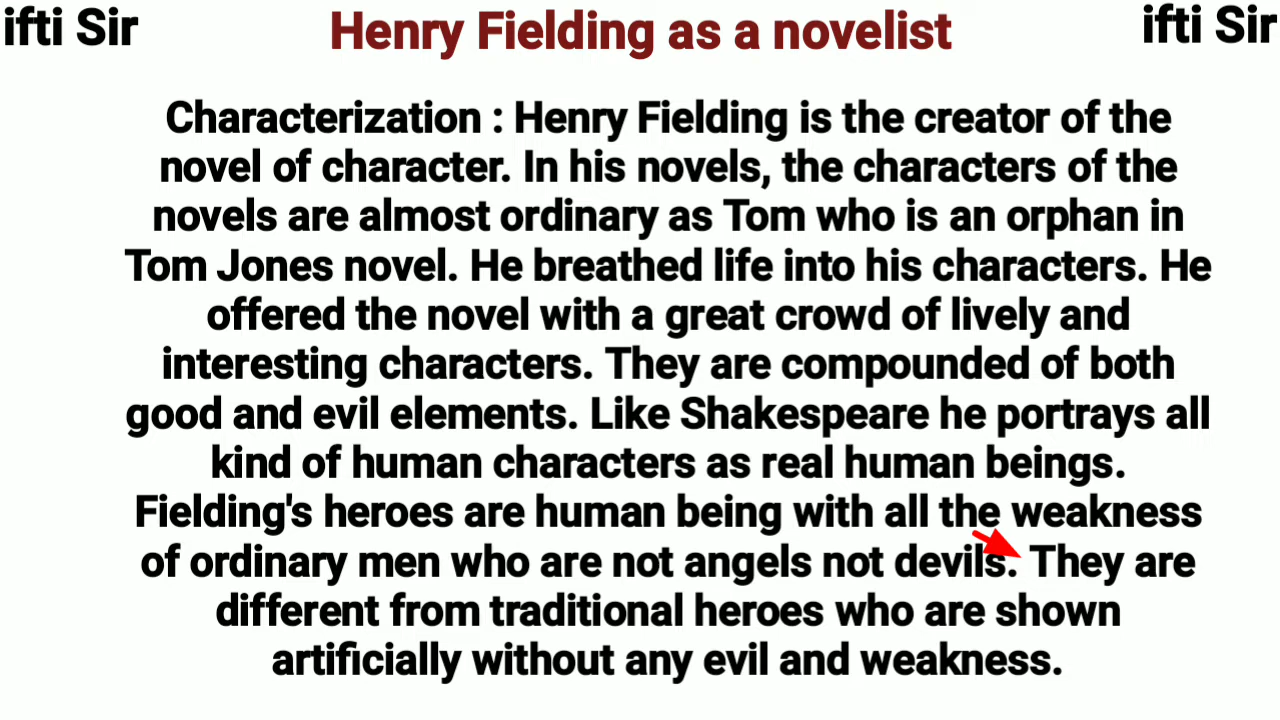 ifti Sir
Henry Fielding as a novelist
ifti Sir
Characterization : Henry Fielding is the creator of the
novel of character. In his novels, the characters of the
novels are almost ordinary as Tom who is an orphan in
Tom Jones novel. He breathed life into his characters. He
offered the novel with a great crowd of lively and
interesting characters. They are compounded of both
good and evil elements. Like Shakespeare he portrays all
kind of human characters as real human beings.
Fielding's heroes are human being with all the weakness
of ordinary men who are not angels not devils. They are
different from traditional heroes who are shown
artificially without any evil and weakness.